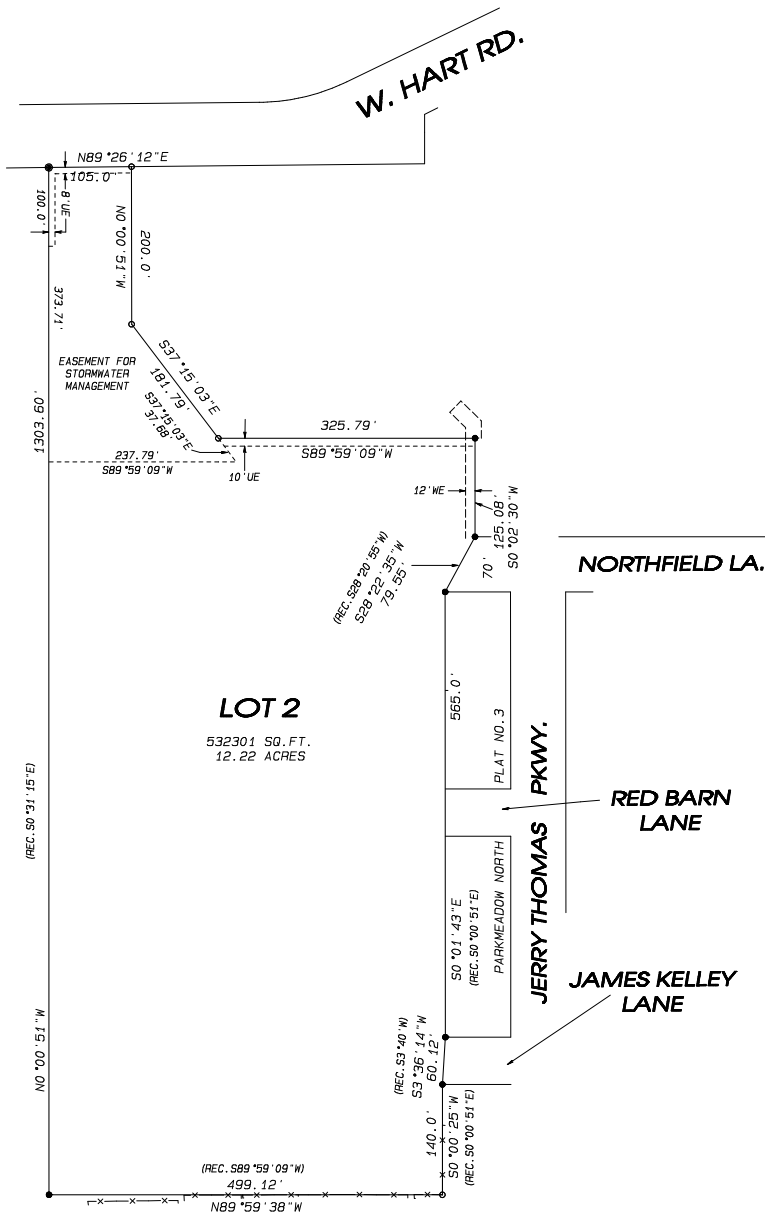 W. HART RD.
N89°26'12"E
105.0'
8'UE
100.0'
N0°00'51"W
200.0'
373.71'
EASEMENT FOR
STORMWATER
MANAGEMENT
S37°15'03"E
181.79'
S37°15'03"E
37.68'
1303.60'
237.79'
S89°59'09"W
325.79'
S89°59'09"W
10'UE
12'WE
125.08'
S0°02'30"W
70'
NORTHFIELD LA.
(REC.S28°20'55"W)
S28°22'35"W
79.55'
LOT 2
532301 SQ.FT.
12.22 ACRES
565.0'
PLAT NO.3
JERRY THOMAS PKWY.
RED BARN
LANE
(REC.S0°31'15"E)
S0°01'43"E
(REC.S0°00'51"E)
PARKMEADOW NORTH
JAMES KELLEY
LANE
N0°00'51"W
(REC.S3°40'W)
S3°36'14"W
60.12'
140.0'
S0°00'25"W
(REC.S0°00'51"E)
(REC.S89°59'09"W)
499.12'
N89°59'38"W